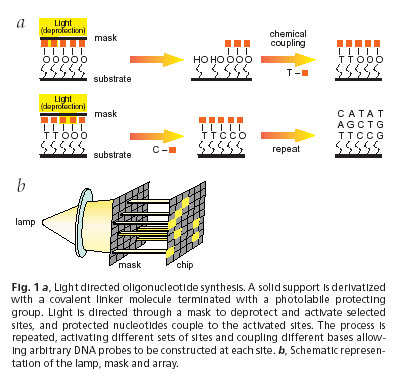 a
Light
(deprotection)
mask
O O O O O
substrate
HO HO O O O
chemical
coupling
T –
T T O O O
Light
(deprotection)
mask
T T O O O
substrate
C –
T T C C O
repeat
C A T A T
A G C T G
T T C C G
b
lamp
mask
chip
Fig. 1 a, Light directed oligonucleotide synthesis. A solid support is derivatized
with a covalent linker molecule terminated with a photolabile protecting
group. Light is directed through a mask to deprotect and activate selected
sites, and protected nucleotides couple to the activated sites. The process is
repeated, activating different sets of sites and coupling different bases allow-
ing arbitrary DNA probes to be constructed at each site. b, Schematic represen-
tation of the lamp, mask and array.